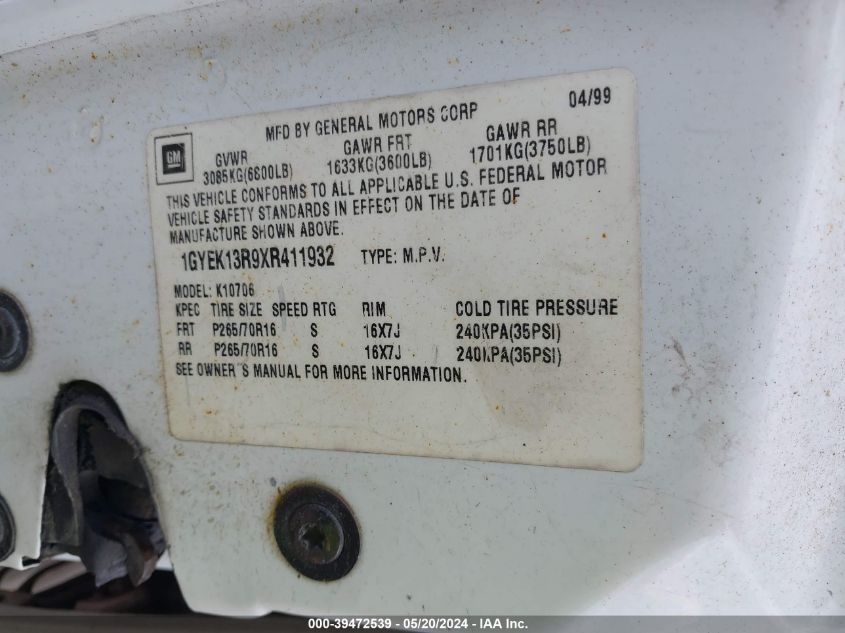 MFD BY GENERAL MOTORS CORP 04/99
GM
GVWR GAWR FRT GAWR RR
3085KG(6800LB) 1633KG(3600LB) 1701KG(3750LB)
THIS VEHICLE CONFORMS TO ALL APPLICABLE U.S. FEDERAL MOTOR
VEHICLE SAFETY STANDARDS IN EFFECT ON THE DATE OF
MANUFACTURE SHOWN ABOVE.
1GYEK13R9XR411932 TYPE: M.P.V.
MODEL: K10706
KPEC TIRE SIZE SPEED RTG RIM COLD TIRE PRESSURE
FRT P265/70R16 S 16X7J 240KPA(35PSI)
RR P265/70R16 S 16X7J 240KPA(35PSI)
SEE OWNER'S MANUAL FOR MORE INFORMATION.
000-39472539 - 05/20/2024 - IAA Inc.